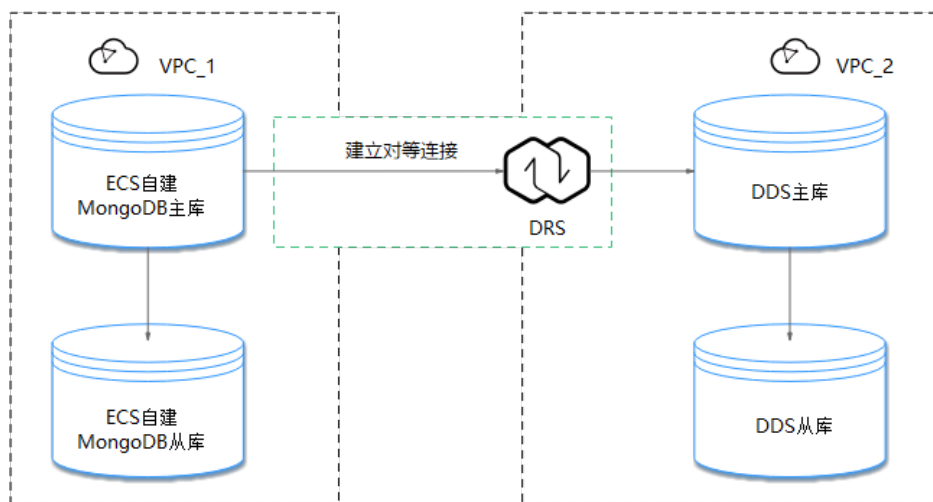 VPC_1
VPC_2
ECS自建
MongoDB主库
建立对等连接
DRS
DDS主库
ECS自建
MongoDB从库
DDS从库